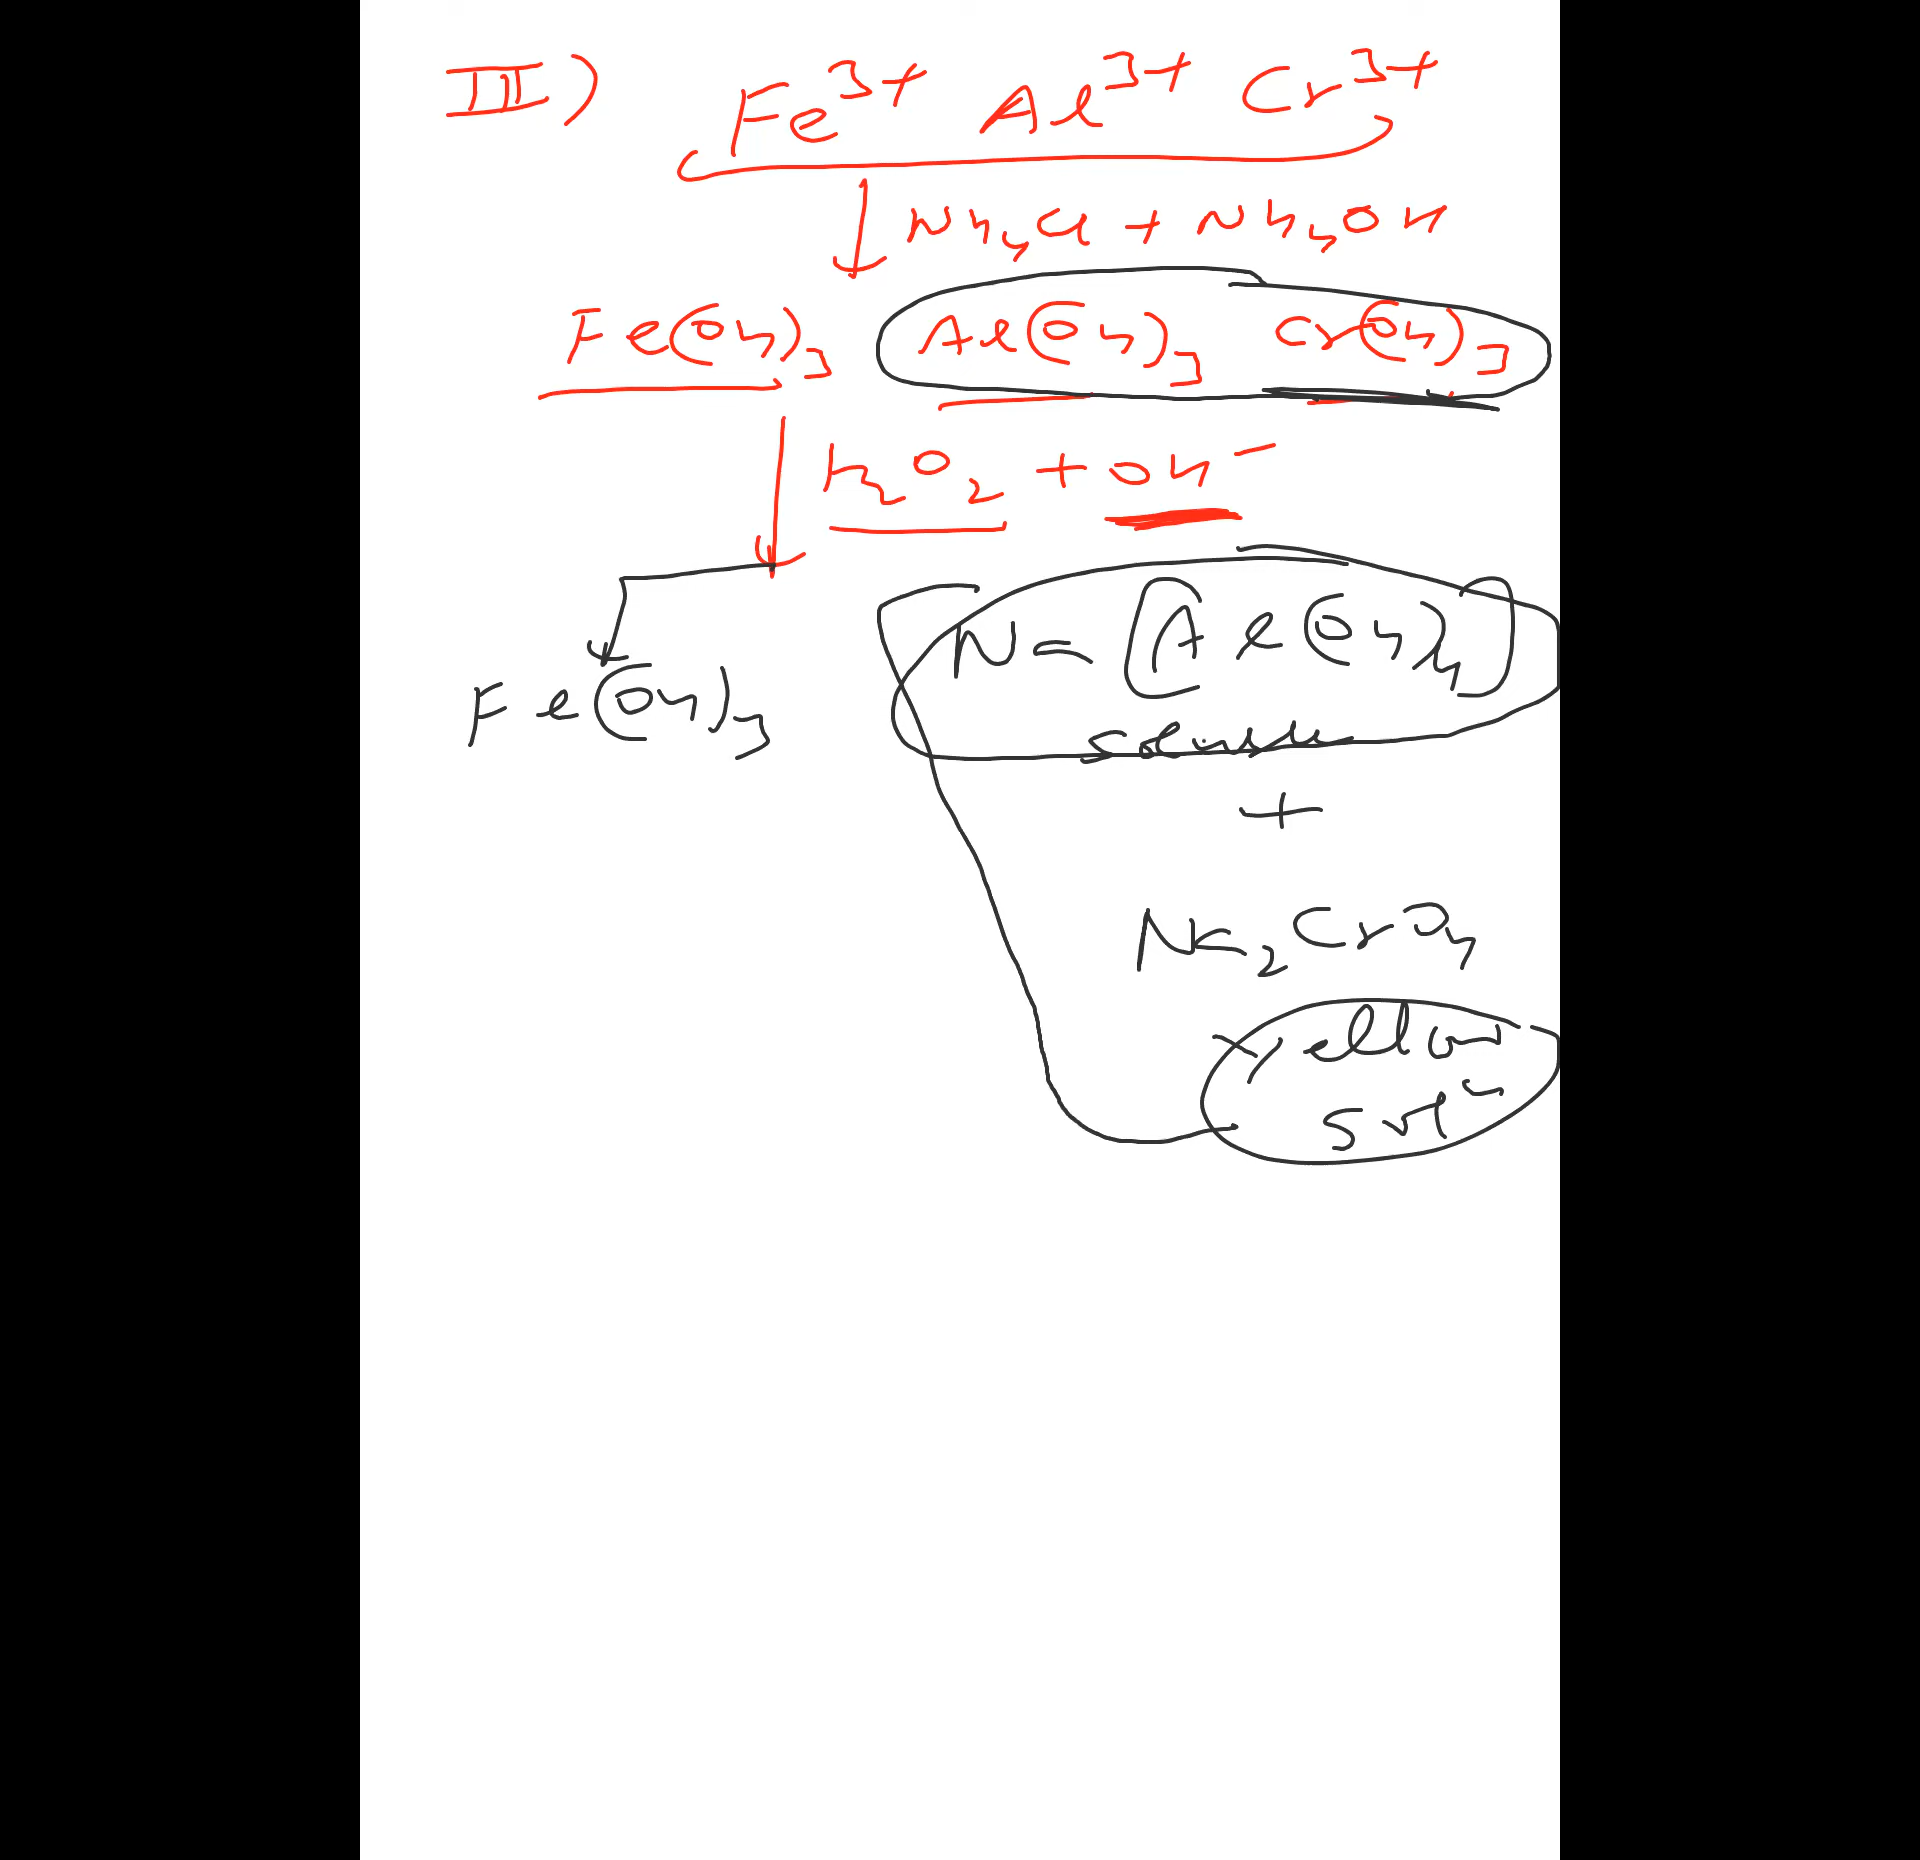 III) Fe³⁺ Al³⁺ Cr³⁺
NH₄Cl + NH₄OH
Fe(OH)₃ Al(OH)₃ Cr(OH)₃
H₂O₂ + OH⁻
Na[Al(OH)₄]
Fe(OH)₃
soluble
+
Na₂CrO₄
yellow
solⁿ